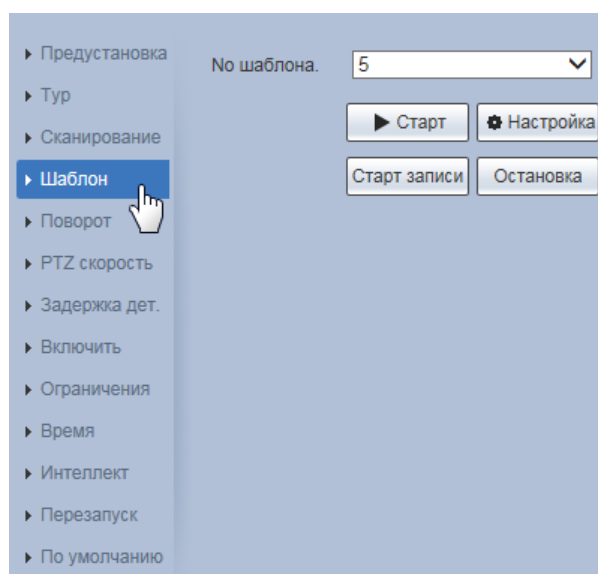 Предустановка
Тур
Сканирование
Шаблон
Поворот
PTZ скорость
Задержка дет.
Включить
Ограничения
Время
Интеллект
Перезапуск
По умолчанию
No шаблона. 5
Старт Настройка
Старт записи Остановка